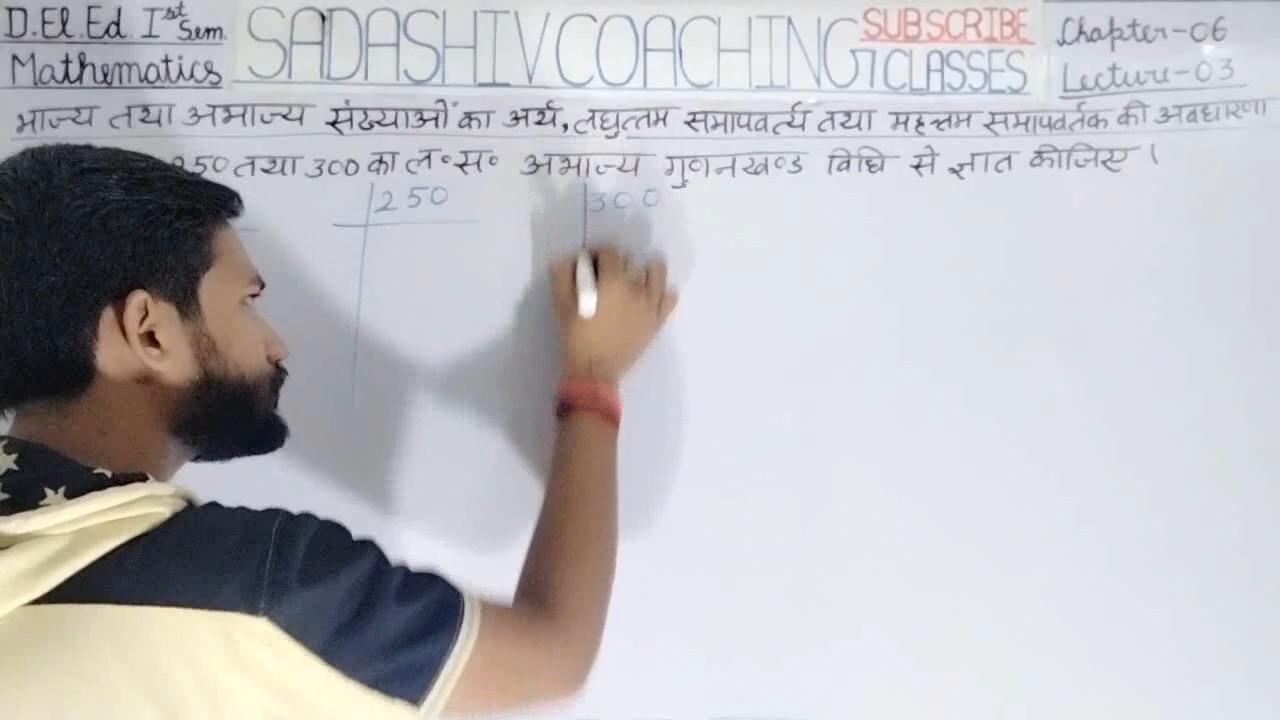 D.El.Ed. Ist Sem.
Mathematics
SADASHIV COACHING CLASSES
SUBSCRIBE
Chapter-06
Lecture-03
भाज्य तथा अभाज्य संख्याओं का अर्थ, लघुत्तम समापवर्त्य तथा महत्तम समापवर्तक की अवधारणा
250 तथा 300 का ल॰स॰ अभाज्य गुणनखण्ड विधि से ज्ञात कीजिए।
250 300